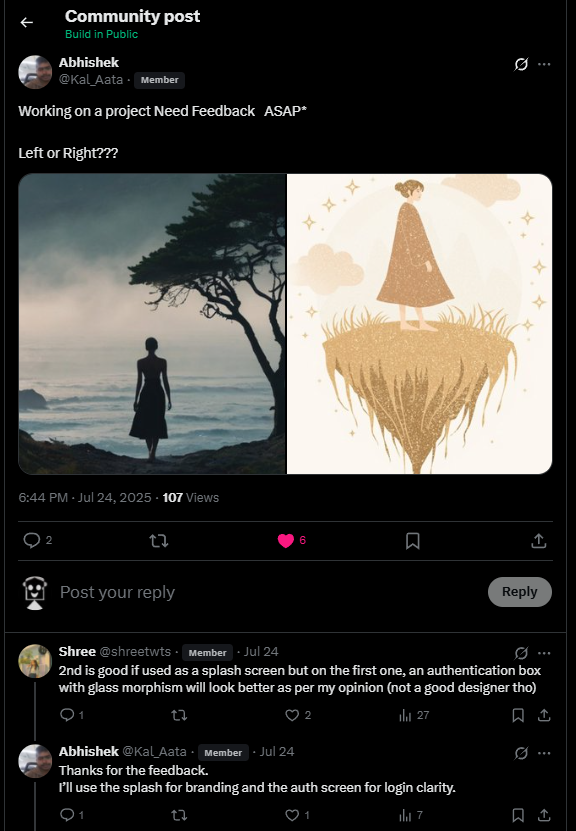 Community post
Build in Public
Abhishek
@Kal_Aata · Member
Working on a project Need Feedback ASAP*
Left or Right???
6:44 PM · Jul 24, 2025 · 107 Views
2 6
Post your reply Reply
Shree @shreetwts · Member · Jul 24
2nd is good if used as a splash screen but on the first one, an authentication box
with glass morphism will look better as per my opinion (not a good designer tho)
1 2 27
Abhishek @Kal_Aata · Member · Jul 24
Thanks for the feedback.
I’ll use the splash for branding and the auth screen for login clarity.
1 1 7